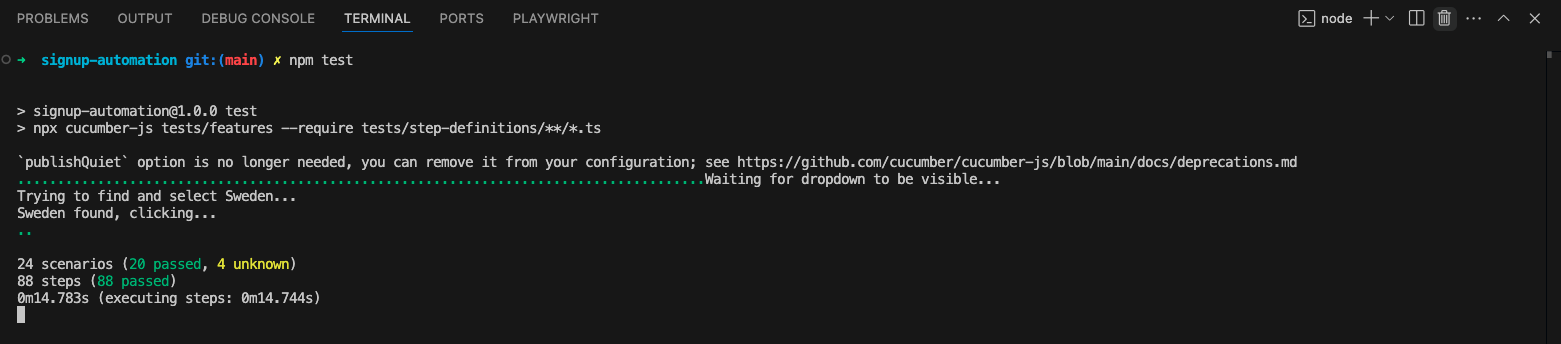 PROBLEMS OUTPUT DEBUG CONSOLE TERMINAL PORTS PLAYWRIGHT node
➜ signup-automation git:(main) ✗ npm test
> signup-automation@1.0.0 test
> npx cucumber-js tests/features --require tests/step-definitions/**/*.ts
`publishQuiet` option is no longer needed, you can remove it from your configuration; see https://github.com/cucumber/cucumber-js/blob/main/docs/deprecations.md
......................................................................................Waiting for dropdown to be visible...
Trying to find and select Sweden...
Sweden found, clicking...
..
24 scenarios (20 passed, 4 unknown)
88 steps (88 passed)
0m14.783s (executing steps: 0m14.744s)